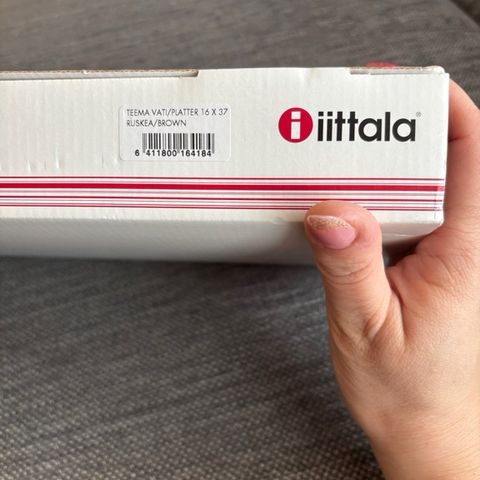 TEEMA VATI/PLATTER 16 X 37
RUSKEA/BROWN
6 411800 164184
i iittala®